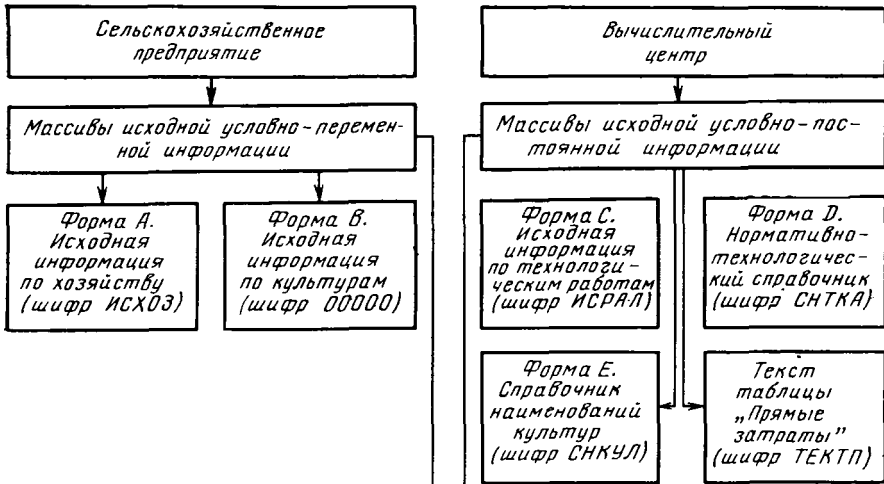 Сельскохозяйственное
предприятие
Вычислительный
центр
Массивы исходной условно-перемен-
ной информации
Массивы исходной условно-пос-
тоянной информации
Форма А.
Исходная
информация
по хозяйству
(шифр ИСХОЗ)
Форма В.
Исходная
информация
по культурам
(шифр 00000)
Форма С.
Исходная
информация
по технологи-
ческим работам
(шифр ИСРАЛ)
Форма D.
Нормативно-
технологичес-
кий справочник
(шифр СНТКА)
Форма Е.
Справочник
наименований
культур
(шифр СНКУЛ)
Текст
таблицы
„Прямые
затраты”
(шифр ТЕКТП)